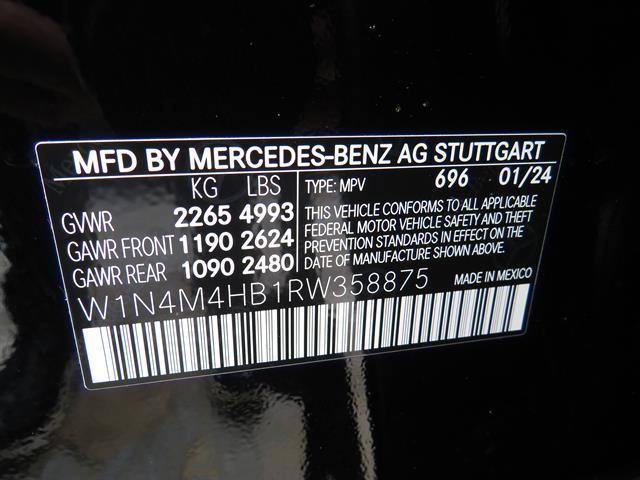 MFD BY MERCEDES-BENZ AG STUTTGART
KG LBS
GVWR 2265 4993
GAWR FRONT 1190 2624
GAWR REAR 1090 2480
TYPE: MPV 696 01/24
THIS VEHICLE CONFORMS TO ALL APPLICABLE
FEDERAL MOTOR VEHICLE SAFETY AND THEFT
PREVENTION STANDARDS IN EFFECT ON THE
DATE OF MANUFACTURE SHOWN ABOVE.
W1N4M4HB1RW358875 MADE IN MEXICO